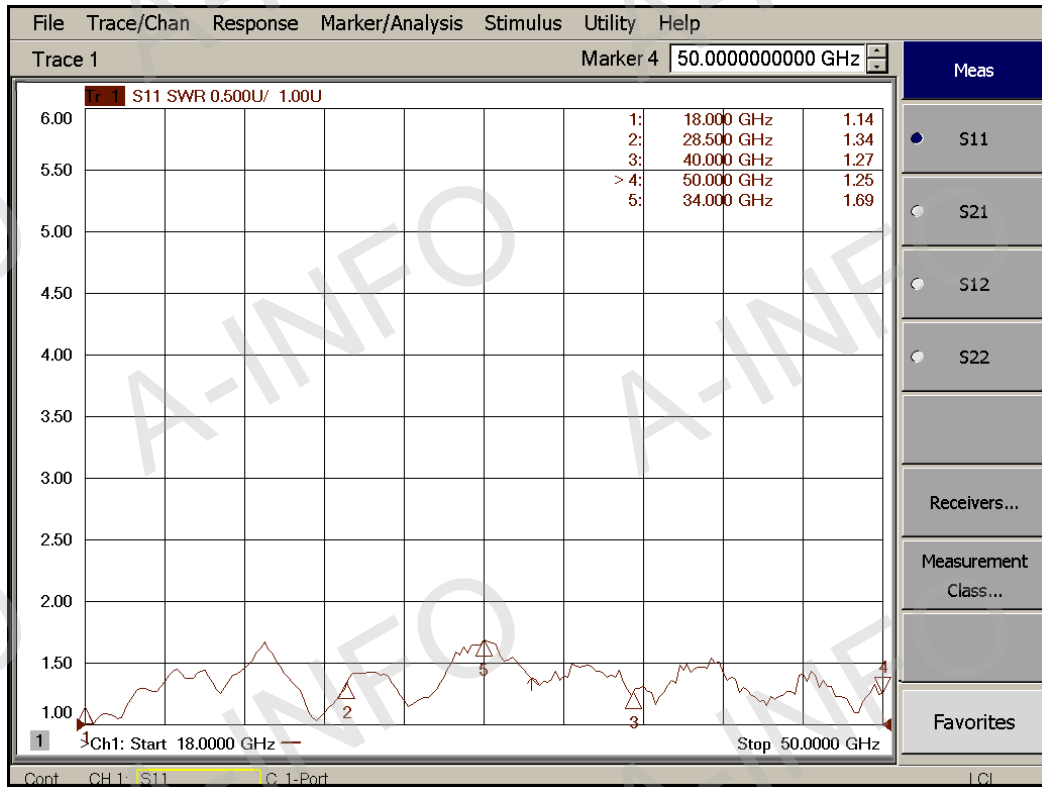 File Trace/Chan Response Marker/Analysis Stimulus Utility Help
Trace 1 Marker 4 50.0000000000 GHz
Meas
Tr 1 S11 SWR 0.500U/ 1.00U
6.00
5.50
5.00
4.50
4.00
3.50
3.00
2.50
2.00
1.50
1.00
1: 18.000 GHz 1.14
2: 28.500 GHz 1.34
3: 40.000 GHz 1.27
> 4: 50.000 GHz 1.25
5: 34.000 GHz 1.69
1
2
5
3
4
1 >Ch1: Start 18.0000 GHz Stop 50.0000 GHz
S11
S21
S12
S22
Receivers...
Measurement
Class...
Favorites
Cont. CH 1: S11 C 1-Port LCL
A-INFO
A-INFO
A-INFO
A-INFO